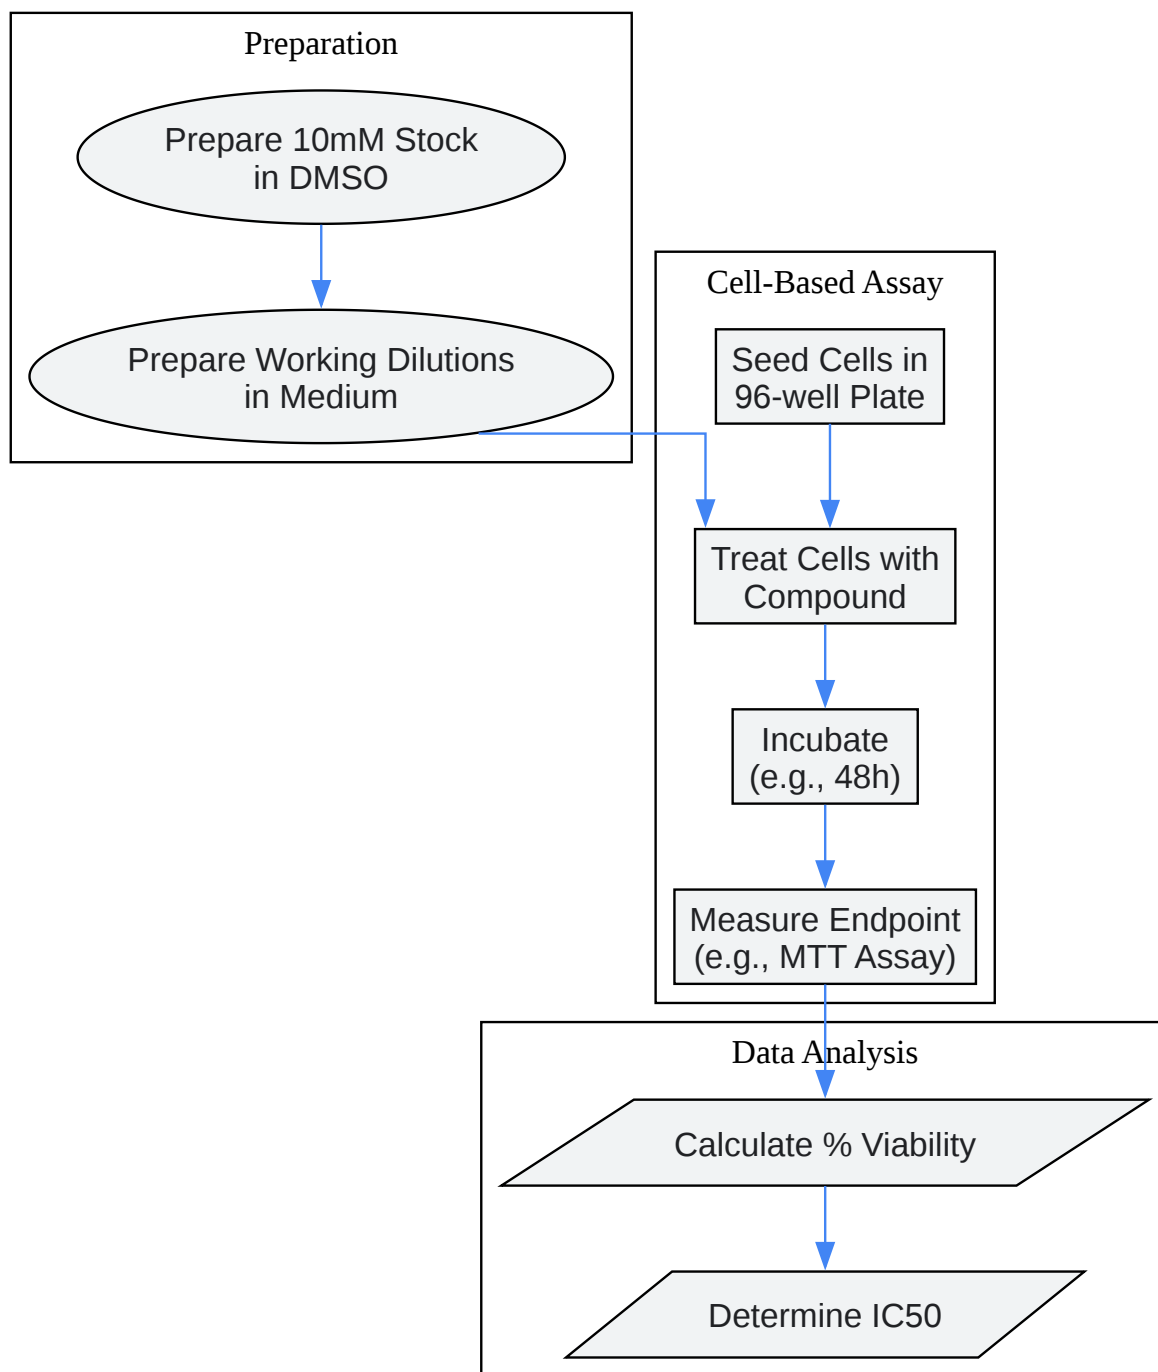 Preparation
Prepare 10mM Stock
in DMSO
Prepare Working Dilutions
in Medium
Cell-Based Assay
Seed Cells in
96-well Plate
Treat Cells with
Compound
Incubate
(e.g., 48h)
Measure Endpoint
(e.g., MTT Assay)
Data Analysis
Calculate % Viability
Determine IC50